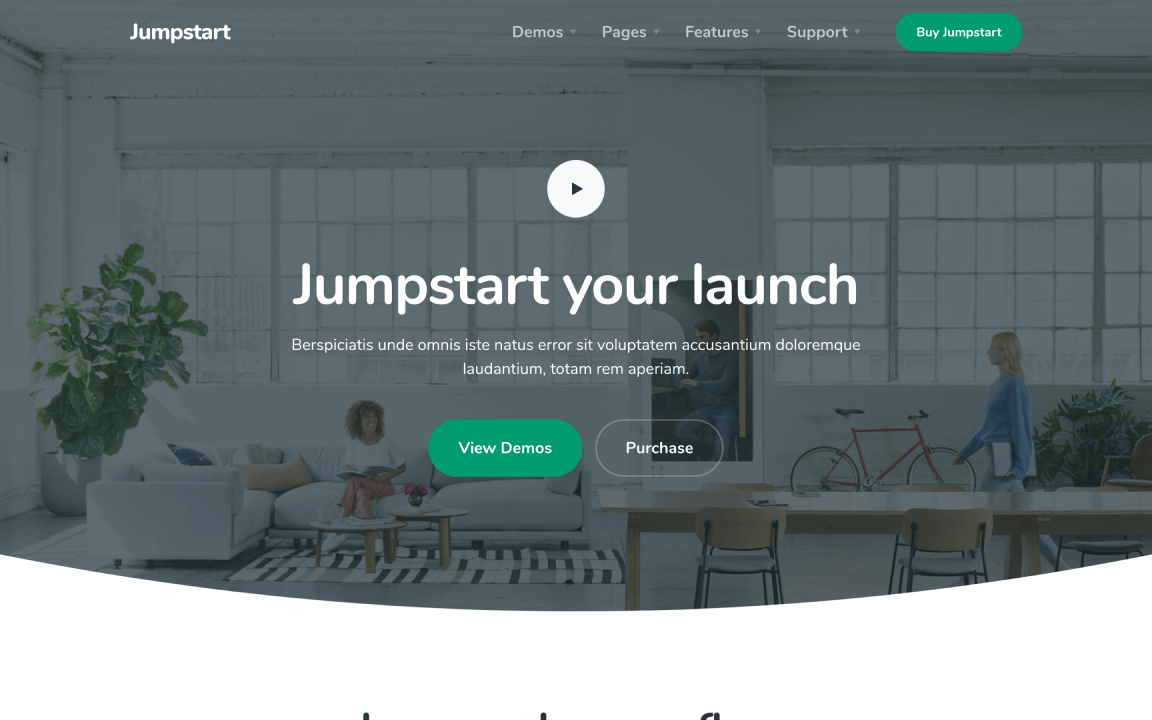 Jumpstart
Demos
Pages
Features
Support
Buy Jumpstart
Jumpstart your launch
Berspiciatis unde omnis iste natus error sit voluptatem accusantium doloremque
laudantium, totam rem aperiam.
View Demos
Purchase